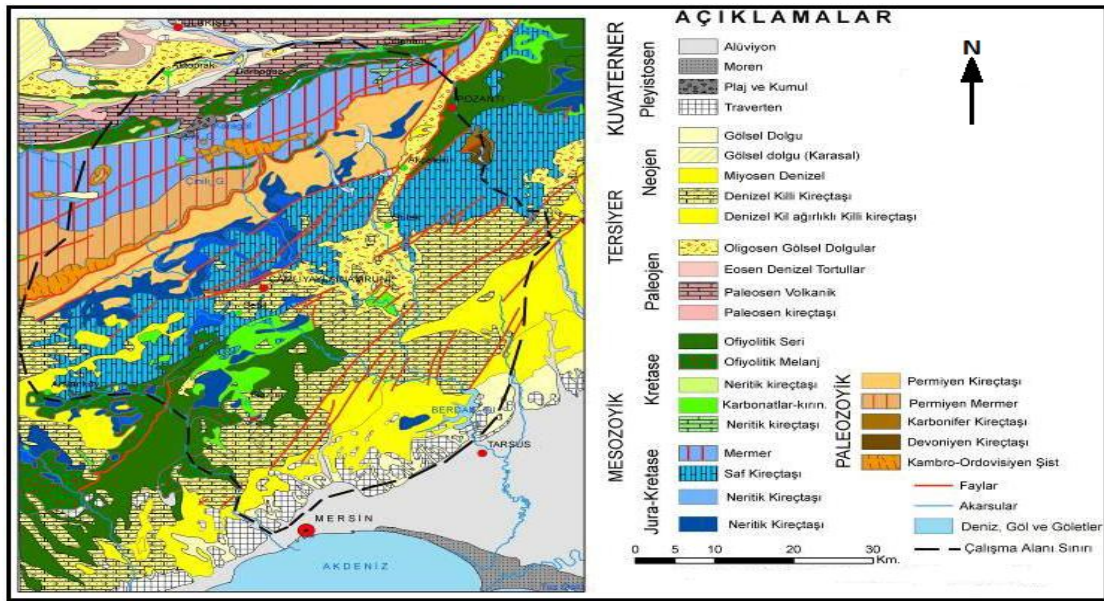 AÇIKLAMALAR
N
KUVATERNER
Pleyistosen
Alüviyon
Moren
Plaj ve Kumul
Traverten
TERSİYER
Neojen
Gölsel Dolgu
Gölsel dolgu (Karasal)
Miyosen Denizel
Denizel Killi Kireçtaşı
Denizel Kil ağırlıklı Killi kireçtaşı
Paleojen
Oligosen Gölsel Dolgular
Eosen Denizel Tortullar
Paleosen Volkanik
Paleosen kireçtaşı
MESOZOYİK
Kretase
Ofiyolitik Seri
Ofiyolitik Melanj
Neritik kireçtaşı
Karbonatlar-kırın.
Neritik kireçtaşı
Jura-Kretase
Mermer
Saf Kireçtaşı
Neritik Kireçtaşı
Neritik Kireçtaşı
PALEOZOYİK
Permiyen Kireçtaşı
Permiyen Mermer
Karbonifer Kireçtaşı
Devoniyen Kireçtaşı
Kambro-Ordovisiyen Şist
Faylar
Akarsular
Deniz, Göl ve Göletler
Çalışma Alanı Sınırı
0 5 10 20 30
Km.
POZANTI
TARSUS
MERSİN
AKDENİZ